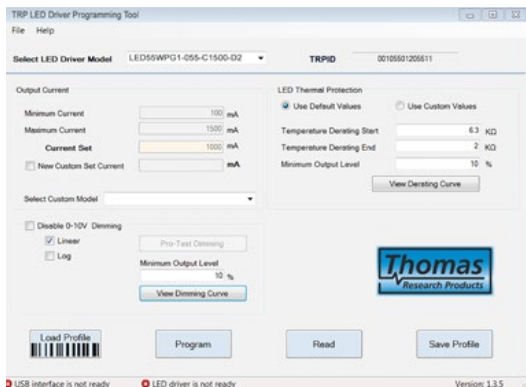 TRP LED Driver Programming Tool
File Help
Select LED Driver Model LED55WPG1-055-C1500-D2 TRPID 00105501205511
Output Current
Minimum Current 100 mA
Maximum Current 1500 mA
Current Set 1000 mA
New Custom Set Current mA
Select Custom Model
Disable 0-10V Dimming
Linear
Log
Pro-Test Dimming
Minimum Output Level
10 %
View Dimming Curve
LED Thermal Protection
Use Default Values Use Custom Values
Temperature Derating Start 6.3 KΩ
Temperature Derating End 2 KΩ
Minimum Output Level 10 %
View Derating Curve
Thomas
Research Products
Load Profile Program Read Save Profile
USB interface is not ready LED driver is not ready Version: 1.3.5